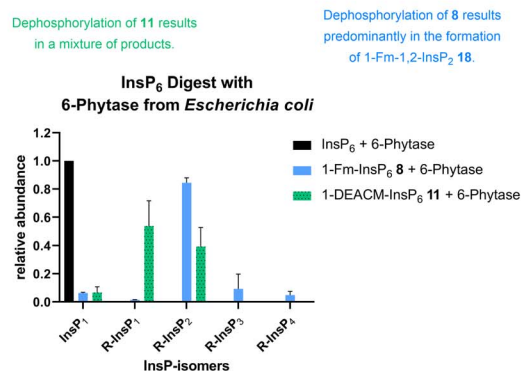 Dephosphorylation of 11 results
in a mixture of products.
Dephosphorylation of 8 results
predominantly in the formation
of 1-Fm-1,2-InsP₂ 18.
InsP₆ Digest with
6-Phytase from Escherichia coli
relative abundance
1.2
1.0
0.8
0.6
0.4
0.2
0.0
InsP₁
R-InsP₁
R-InsP₂
R-InsP₃
R-InsP₄
InsP-isomers
InsP₆ + 6-Phytase
1-Fm-InsP₆ 8 + 6-Phytase
1-DEACM-InsP₆ 11 + 6-Phytase